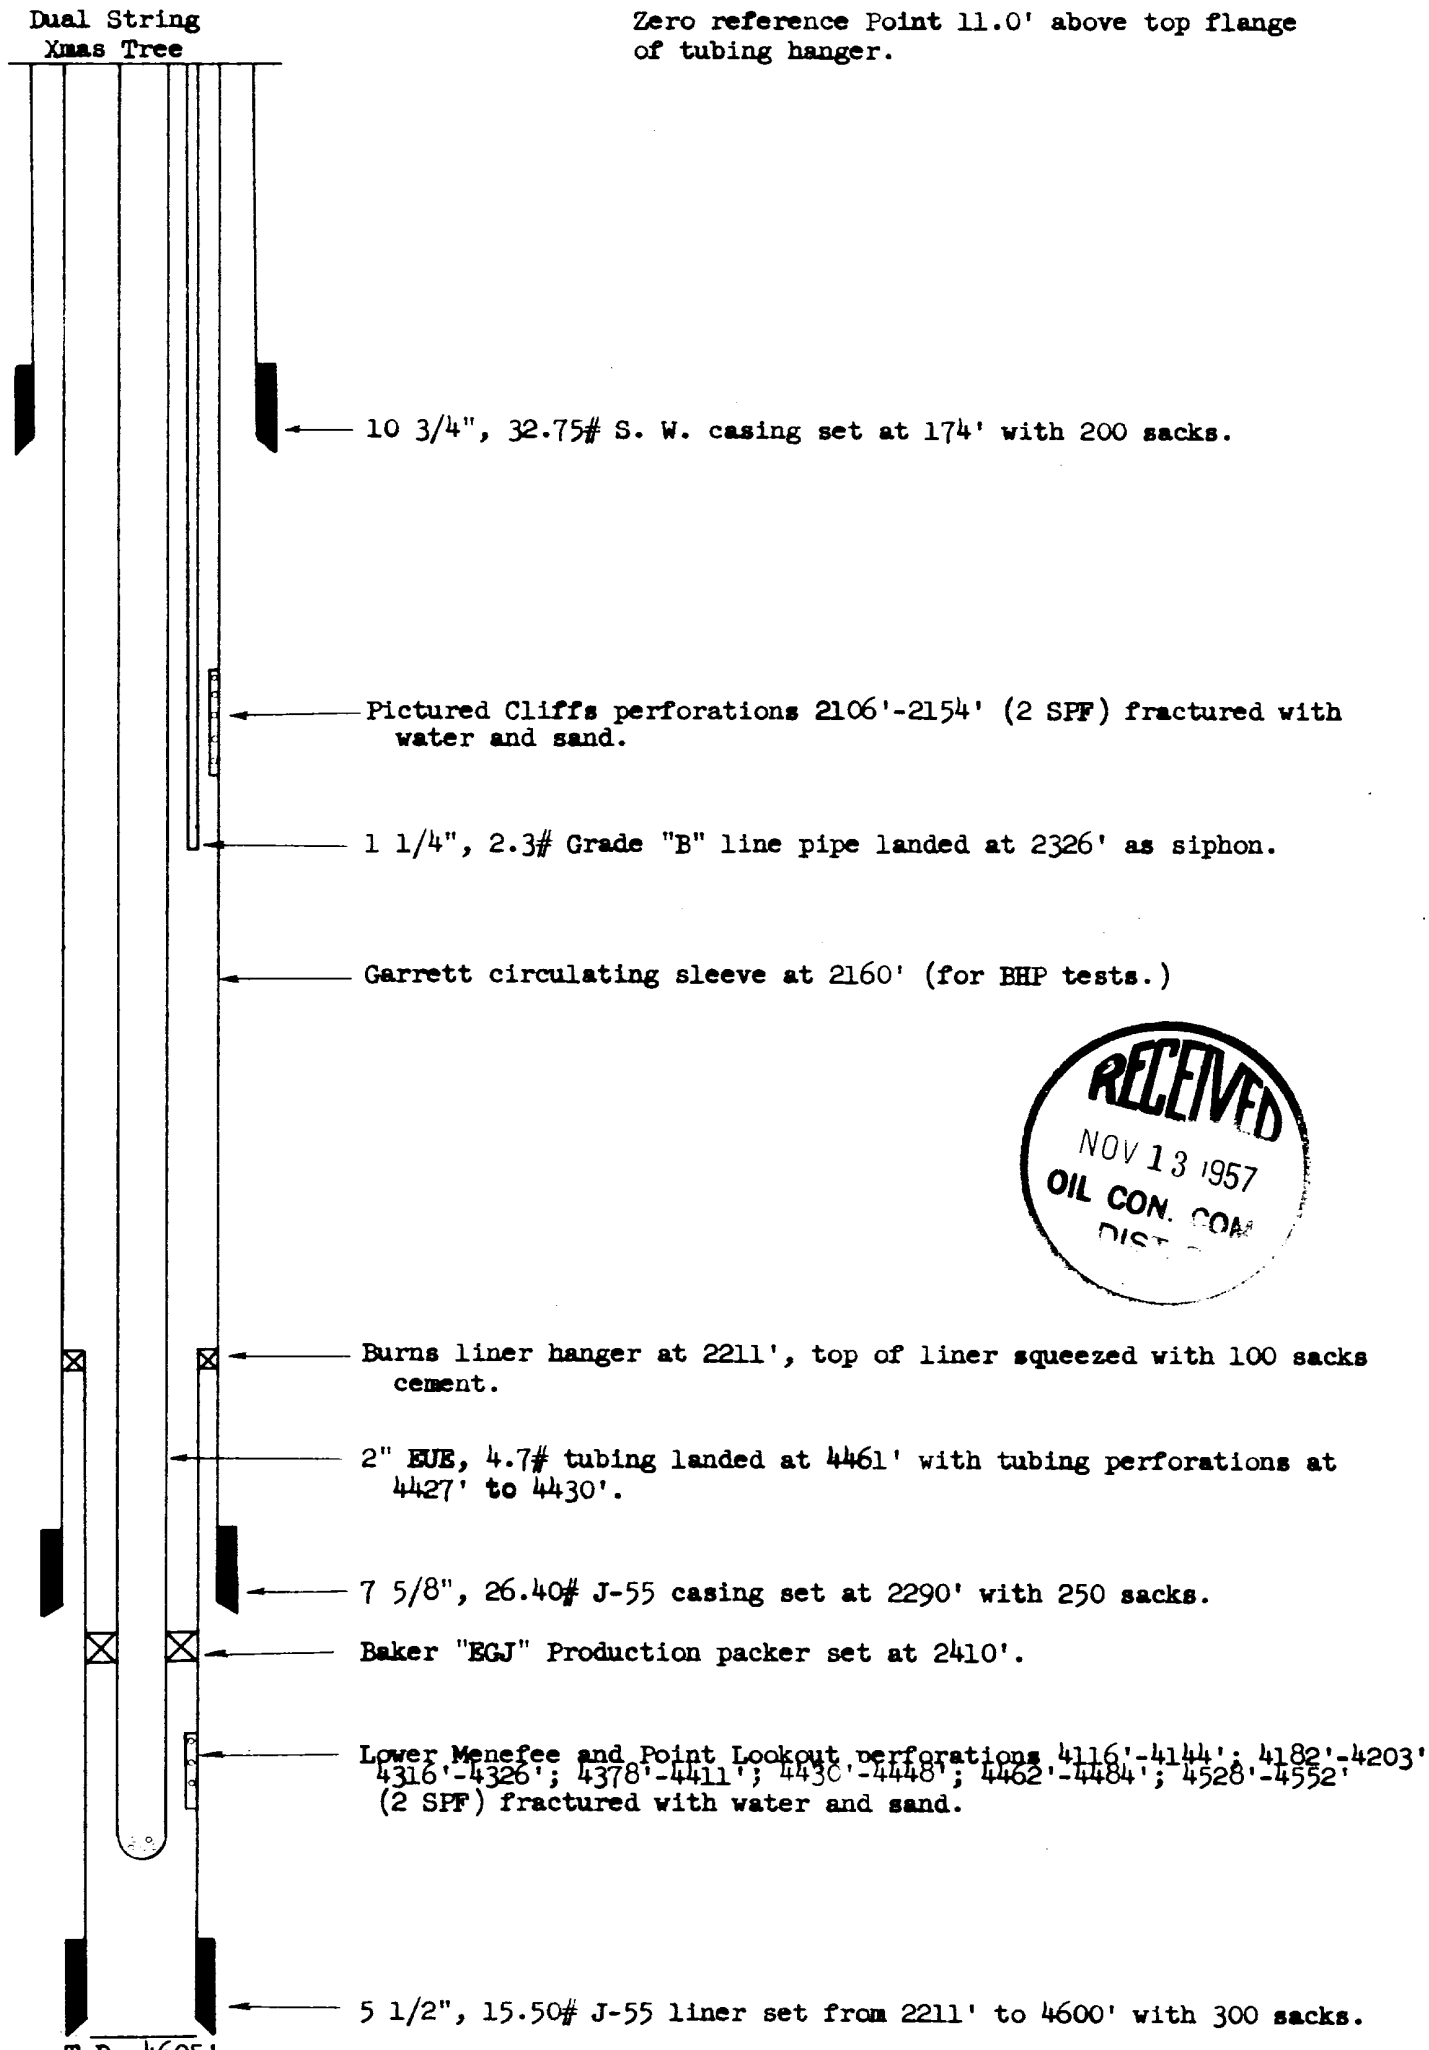 Dual String
Xmas Tree
Zero reference Point 11.0' above top flange
of tubing hanger.
10 3/4", 32.75# S. W. casing set at 174' with 200 sacks.
Pictured Cliffs perforations 2106'-2154' (2 SPF) fractured with
water and sand.
1 1/4", 2.3# Grade "B" line pipe landed at 2326' as siphon.
Garrett circulating sleeve at 2160' (for BHP tests.)
RECEIVED
NOV 13 1957
OIL CON. COM
DIST
Burns liner hanger at 2211', top of liner squeezed with 100 sacks
cement.
2" EUE, 4.7# tubing landed at 4461' with tubing perforations at
4427' to 4430'.
7 5/8", 26.40# J-55 casing set at 2290' with 250 sacks.
Baker "EGJ" Production packer set at 2410'.
Lower Menefee and Point Lookout perforations 4116'-4144'; 4182'-4203'
4316'-4326'; 4378'-4411'; 4430'-4448'; 4462'-4484'; 4528'-4552'
(2 SPF) fractured with water and sand.
5 1/2", 15.50# J-55 liner set from 2211' to 4600' with 300 sacks.
T.D. 4605'